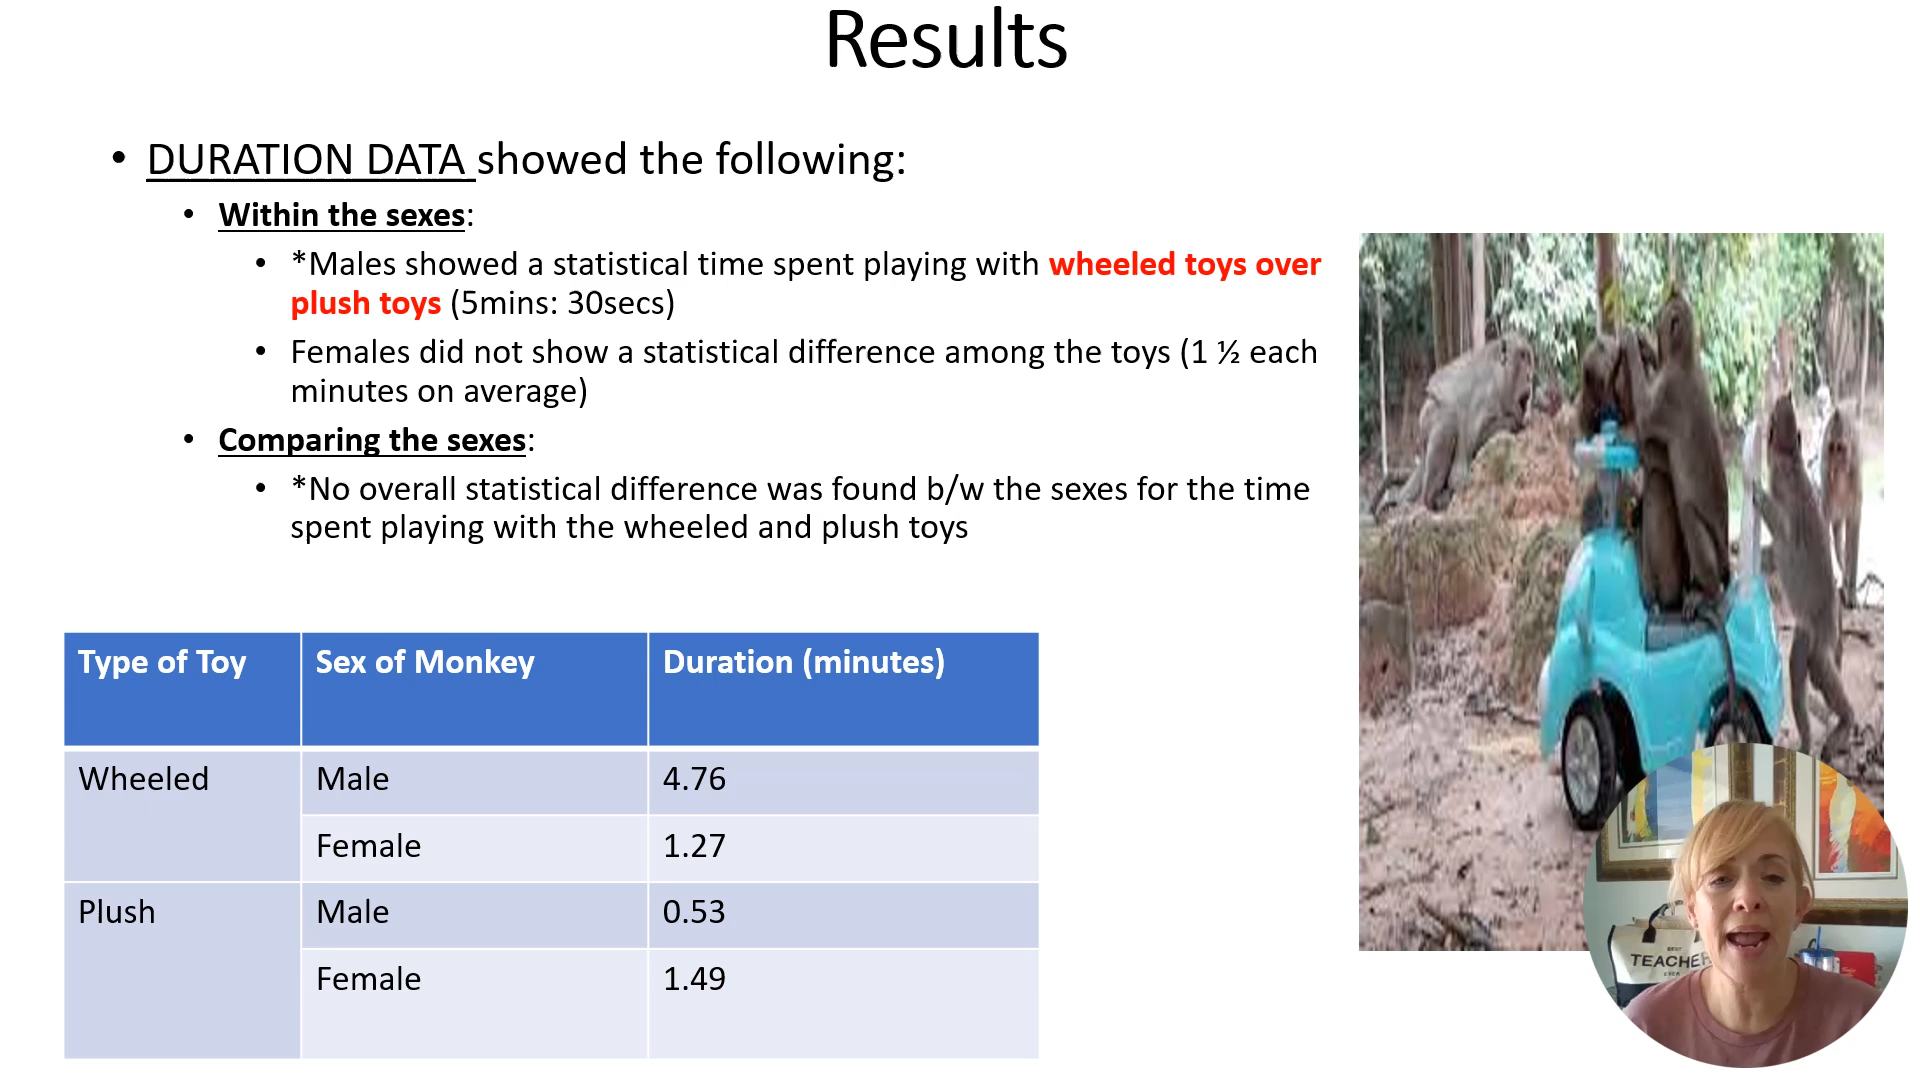 Results
• DURATION DATA showed the following:
• Within the sexes:
• *Males showed a statistical time spent playing with wheeled toys over
plush toys (5mins: 30secs)
• Females did not show a statistical difference among the toys (1 ½ each
minutes on average)
• Comparing the sexes:
• *No overall statistical difference was found b/w the sexes for the time
spent playing with the wheeled and plush toys
Type of Toy Sex of Monkey Duration (minutes)
Wheeled Male 4.76
Female 1.27
Plush Male 0.53
Female 1.49
BEST
TEACHER
EVER